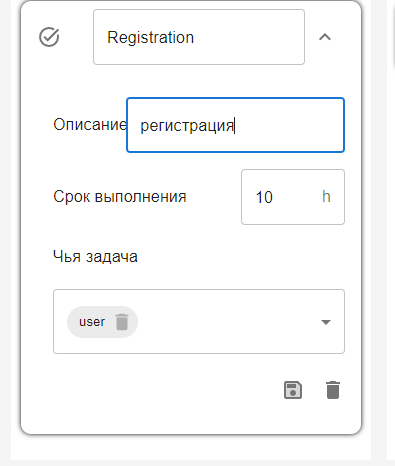 Registration
Описание регистрация
Срок выполнения 10 h
Чья задача
user